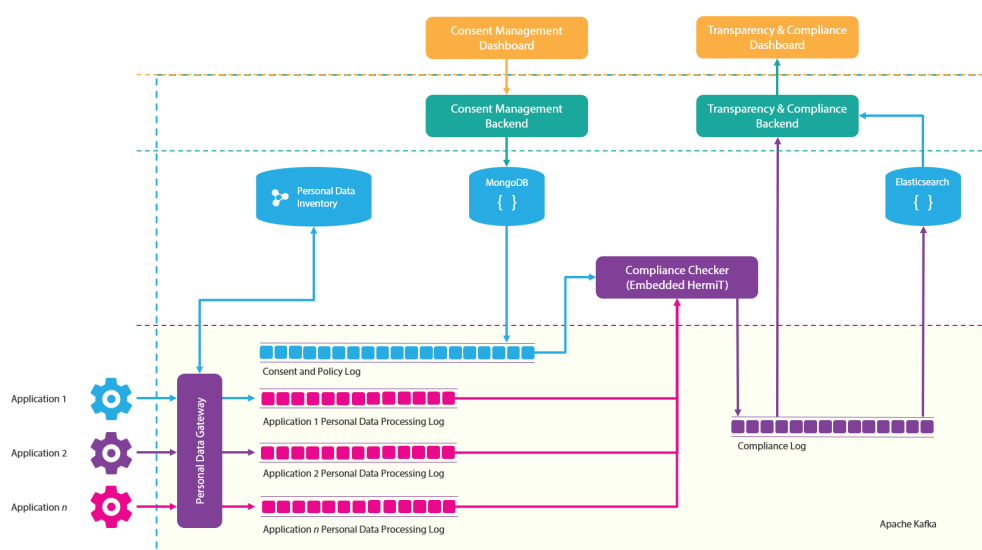 Consent Management
Dashboard
Transparency & Compliance
Dashboard
Consent Management
Backend
Transparency & Compliance
Backend
Personal Data
Inventory
MongoDB
{ }
Elasticsearch
{ }
Compliance Checker
(Embedded HermiT)
Consent and Policy Log
Application 1
Personal Data Gateway
Application 1 Personal Data Processing Log
Application 2
Application 2 Personal Data Processing Log
Compliance Log
Application n
Application n Personal Data Processing Log
Apache Kafka